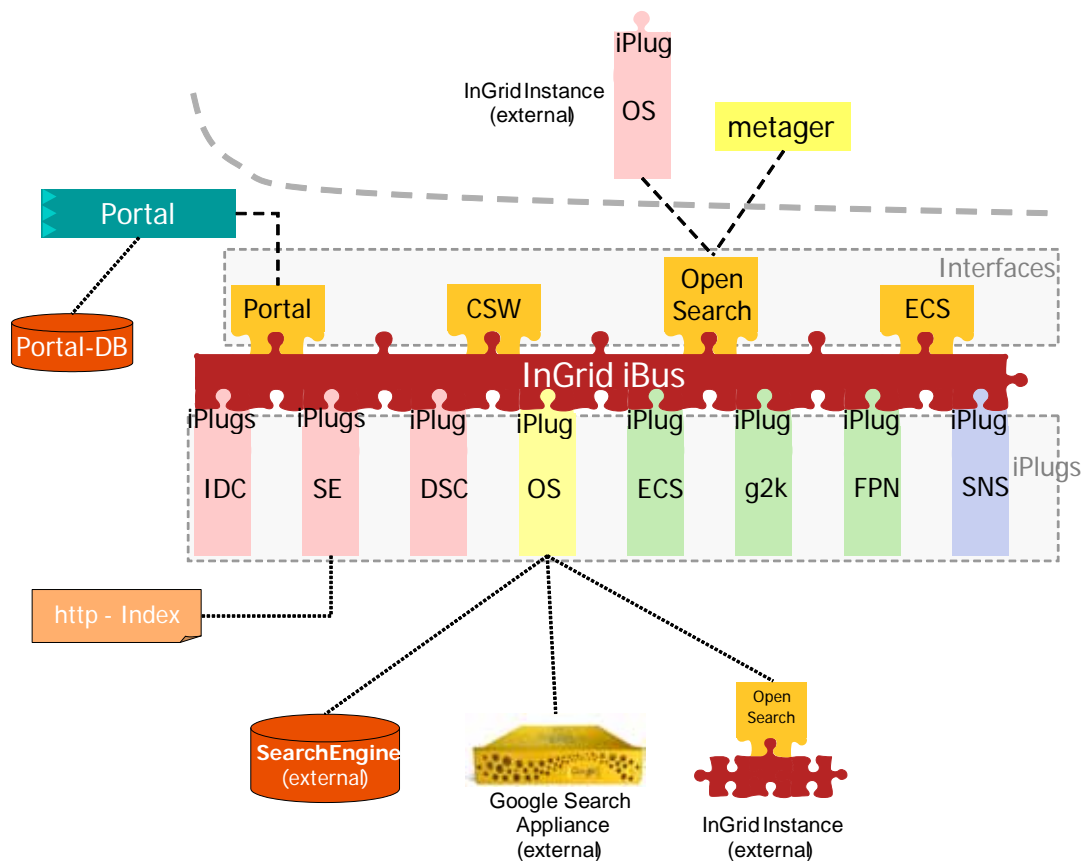 iPlug
InGrid Instance
(external)
OS
metager
Portal
Interfaces
Open
Search
Portal
CSW
ECS
Portal-DB
InGrid iBus
iPlugs
iPlugs
iPlug
iPlug
iPlug
iPlug
iPlug
iPlug
iPlugs
IDC
SE
DSC
OS
ECS
g2k
FPN
SNS
http - Index
Open
Search
SearchEngine
(external)
Google Search
Appliance
(external)
InGrid Instance
(external)